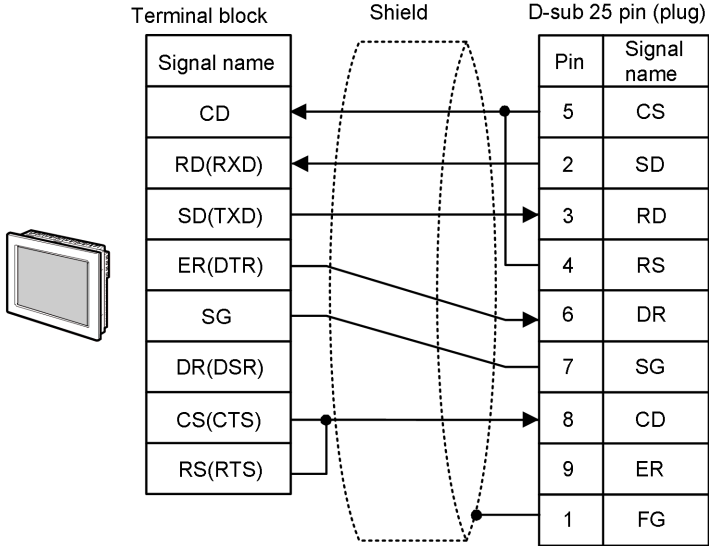 Terminal block
Shield
D-sub 25 pin (plug)
Signal name
Pin
Signal
name
CD
5
CS
RD(RXD)
2
SD
SD(TXD)
3
RD
ER(DTR)
4
RS
SG
6
DR
DR(DSR)
7
SG
CS(CTS)
8
CD
RS(RTS)
9
ER
1
FG